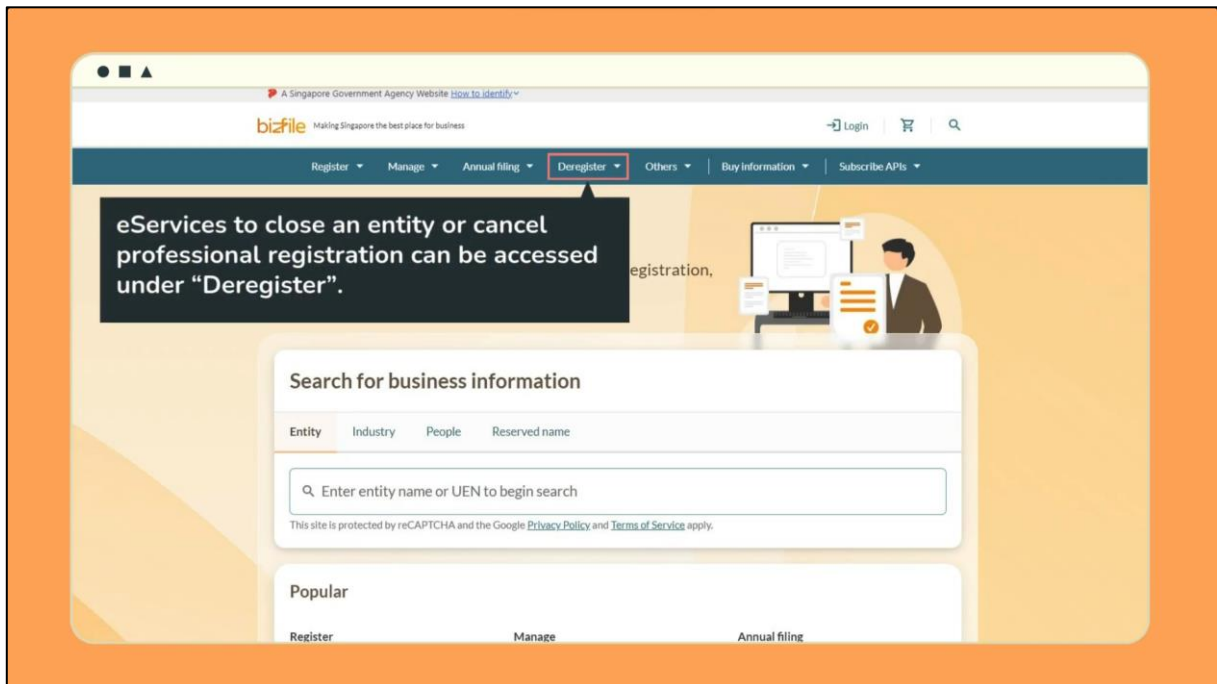 A Singapore Government Agency Website How to identify
bizfile Making Singapore the best place for business
Login
Register Manage Annual filing Deregister Others Buy information Subscribe APIs
eServices to close an entity or cancel
professional registration can be accessed
under “Deregister”.
egistration,
Search for business information
Entity Industry People Reserved name
Enter entity name or UEN to begin search
This site is protected by reCAPTCHA and the Google Privacy Policy and Terms of Service apply.
Popular
Register Manage Annual filing